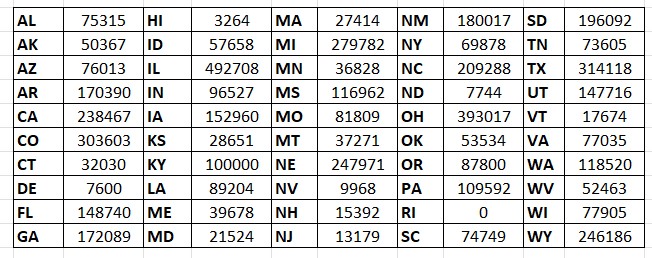 AL 75315 HI 3264 MA 27414 NM 180017 SD 196092
AK 50367 ID 57658 MI 279782 NY 69878 TN 73605
AZ 76013 IL 492708 MN 36828 NC 209288 TX 314118
AR 170390 IN 96527 MS 116962 ND 7744 UT 147716
CA 238467 IA 152960 MO 81809 OH 393017 VT 17674
CO 303603 KS 28651 MT 37271 OK 53534 VA 77035
CT 32030 KY 100000 NE 247971 OR 87800 WA 118520
DE 7600 LA 89204 NV 9968 PA 109592 WV 52463
FL 148740 ME 39678 NH 15392 RI 0 WI 77905
GA 172089 MD 21524 NJ 13179 SC 74749 WY 246186